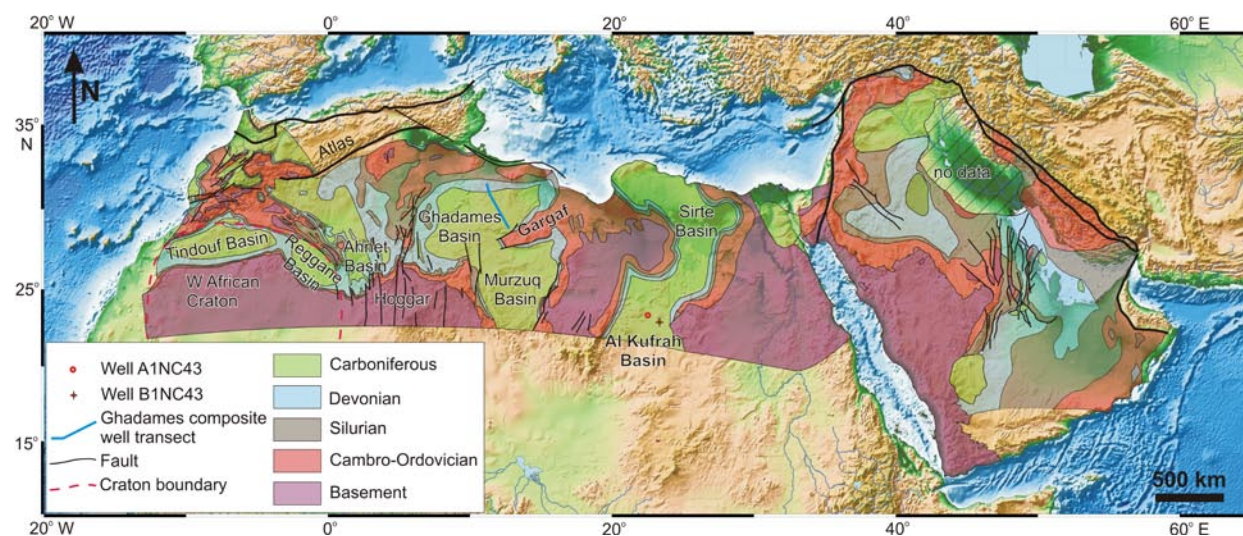 20° W
0°
20°
40°
60° E
N
35°
N
25°
15°
Atlas
no data
Ghadames
Basin
Gargaf
Sirte
Basin
Tindouf Basin
Reggane
Basin
Ahnet
Basin
W African
Craton
Hoggar
Murzuq
Basin
Al Kufrah
Basin
Well A1NC43
Well B1NC43
Ghadames composite
well transect
Fault
Craton boundary
Carboniferous
Devonian
Silurian
Cambro-Ordovician
Basement
500 km
20° W
0°
20°
40°
60° E